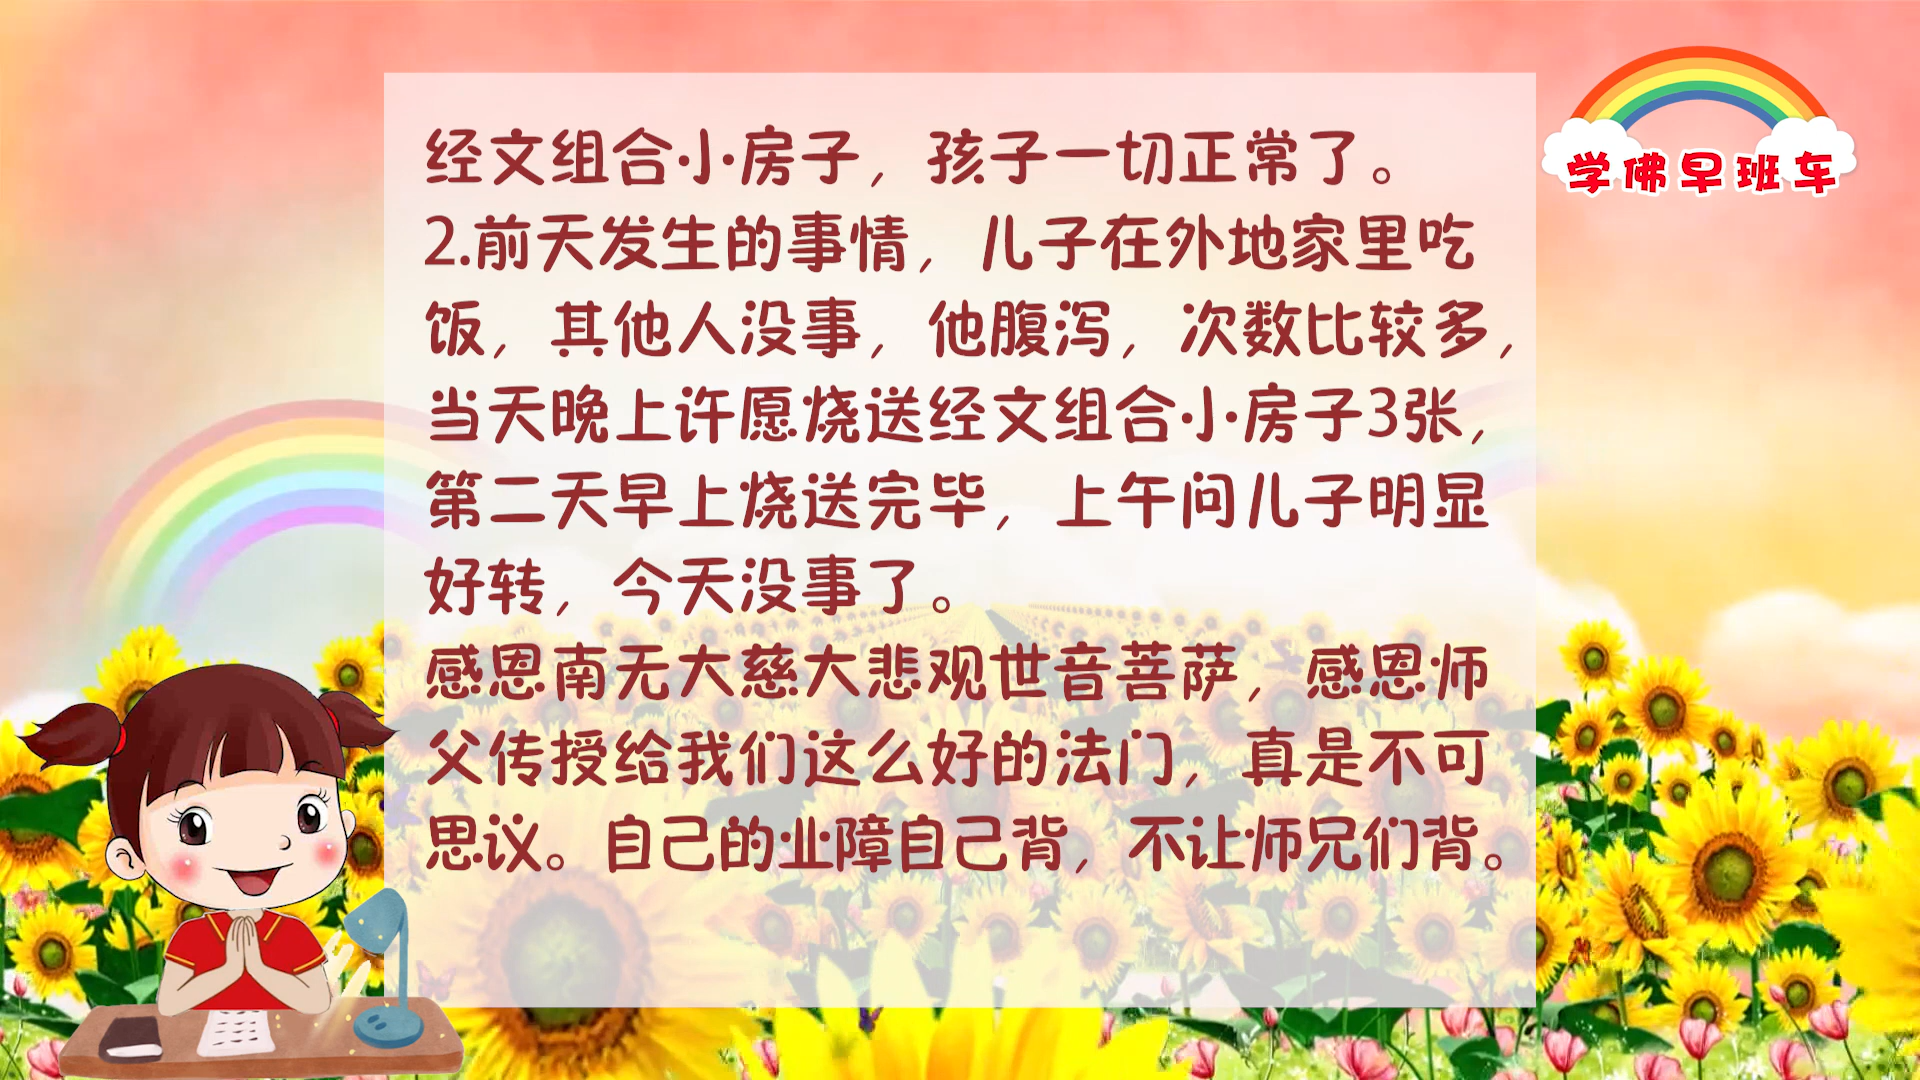 经文组合小房子，孩子一切正常了。
2.前天发生的事情，儿子在外地家里吃
饭，其他人没事，他腹泻，次数比较多，
当天晚上许愿烧送经文组合小房子3张，
第二天早上烧送完毕，上午问儿子明显
好转，今天没事了。
感恩南无大慈大悲观世音菩萨，感恩师
父传授给我们这么好的法门，真是不可
思议。自己的业障自己背，不让师兄们背。
学佛早班车